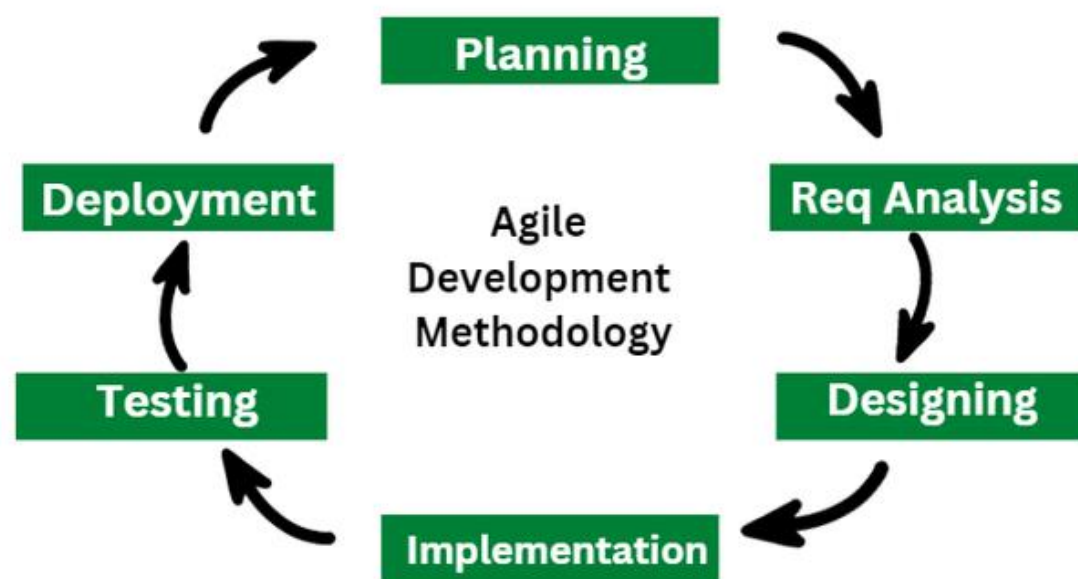 Planning
Req Analysis
Designing
Implementation
Testing
Deployment
Agile
Development
Methodology